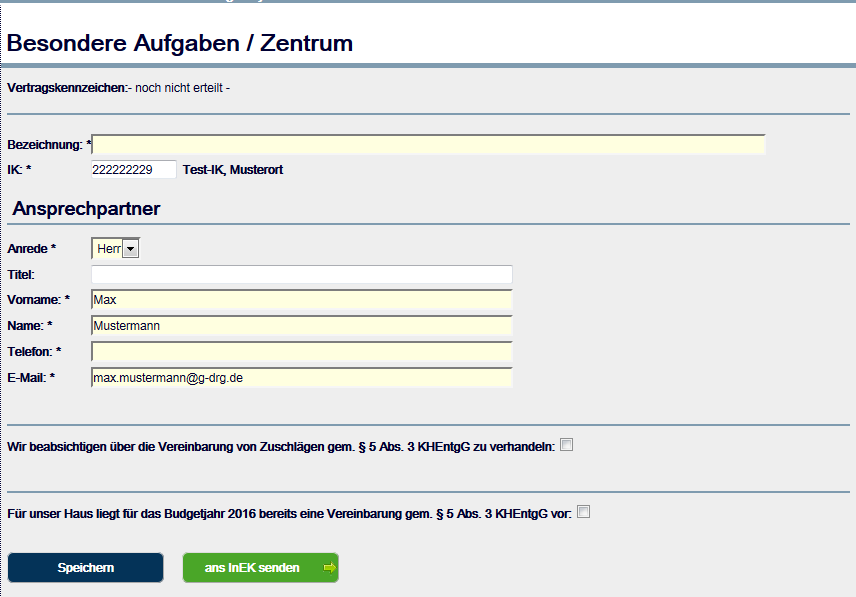 Besondere Aufgaben / Zentrum
Vertragskennzeichen:- noch nicht erteilt -
Bezeichnung: *
IK: * 222222229 Test-IK, Musterort
Ansprechpartner
Anrede * Herr
Titel:
Vorname: * Max
Name: * Mustermann
Telefon: *
E-Mail: * max.mustermann@g-drg.de
Wir beabsichtigen über die Vereinbarung von Zuschlägen gem. § 5 Abs. 3 KHEntgG zu verhandeln:
Für unser Haus liegt für das Budgetjahr 2016 bereits eine Vereinbarung gem. § 5 Abs. 3 KHEntgG vor:
Speichern ans InEK senden